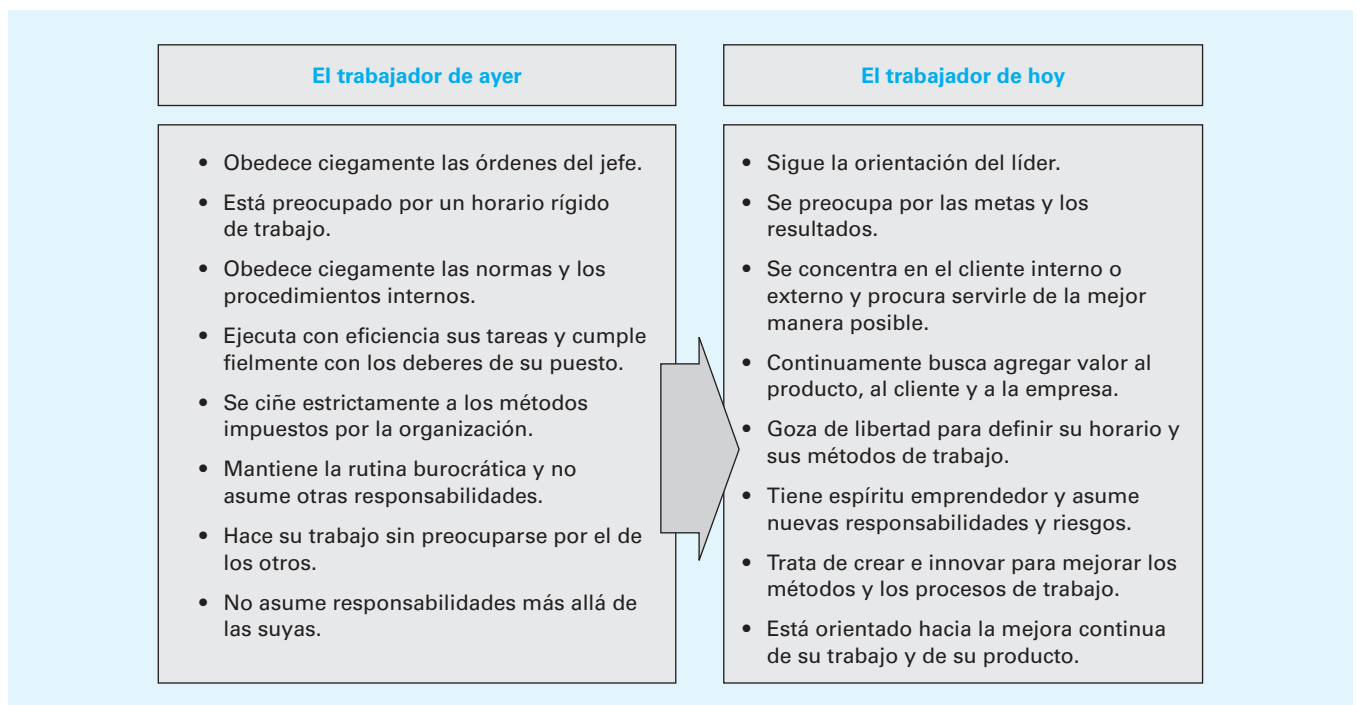 El trabajador de ayer
• Obedece ciegamente las órdenes del jefe.
• Está preocupado por un horario rígido
de trabajo.
• Obedece ciegamente las normas y los
procedimientos internos.
• Ejecuta con eficiencia sus tareas y cumple
fielmente con los deberes de su puesto.
• Se ciñe estrictamente a los métodos
impuestos por la organización.
• Mantiene la rutina burocrática y no
asume otras responsabilidades.
• Hace su trabajo sin preocuparse por el de
los otros.
• No asume responsabilidades más allá de
las suyas.
El trabajador de hoy
• Sigue la orientación del líder.
• Se preocupa por las metas y los
resultados.
• Se concentra en el cliente interno o
externo y procura servirle de la mejor
manera posible.
• Continuamente busca agregar valor al
producto, al cliente y a la empresa.
• Goza de libertad para definir su horario y
sus métodos de trabajo.
• Tiene espíritu emprendedor y asume
nuevas responsabilidades y riesgos.
• Trata de crear e innovar para mejorar los
métodos y los procesos de trabajo.
• Está orientado hacia la mejora continua
de su trabajo y de su producto.